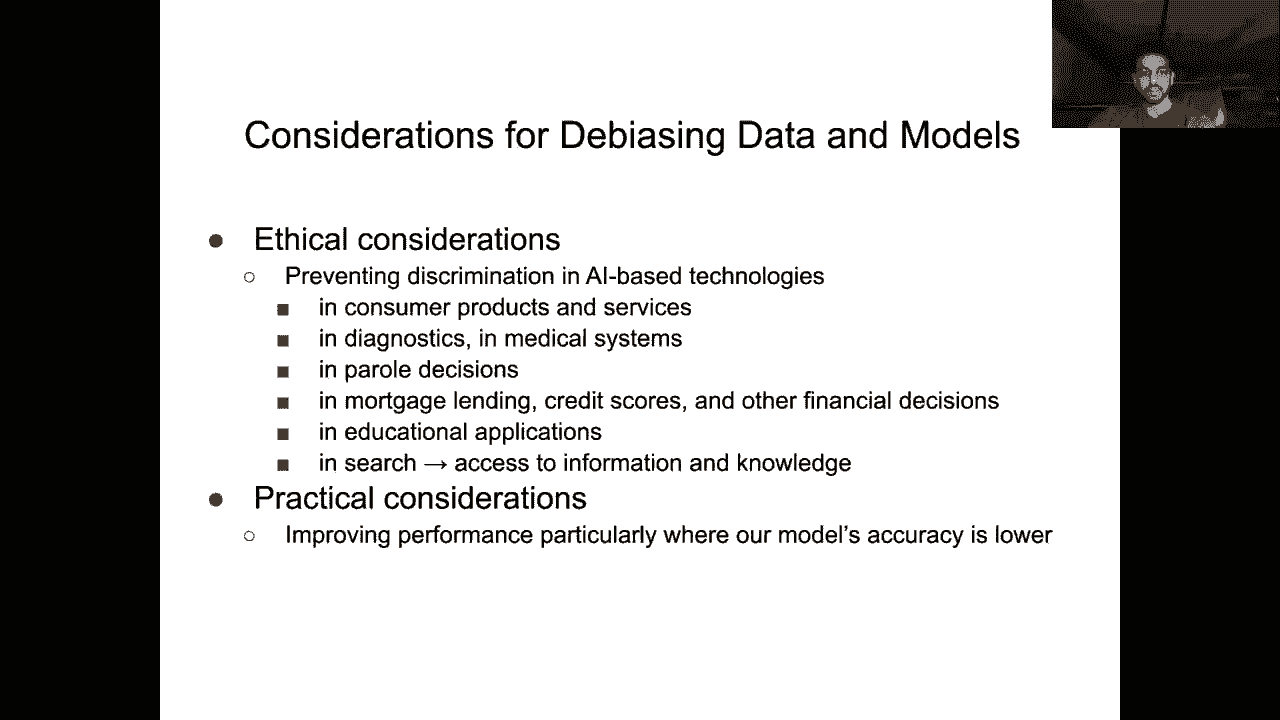 Considerations for Debiasing Data and Models
● Ethical considerations
○ Preventing discrimination in AI-based technologies
■ in consumer products and services
■ in diagnostics, in medical systems
■ in parole decisions
■ in mortgage lending, credit scores, and other financial decisions
■ in educational applications
■ in search → access to information and knowledge
● Practical considerations
○ Improving performance particularly where our model’s accuracy is lower